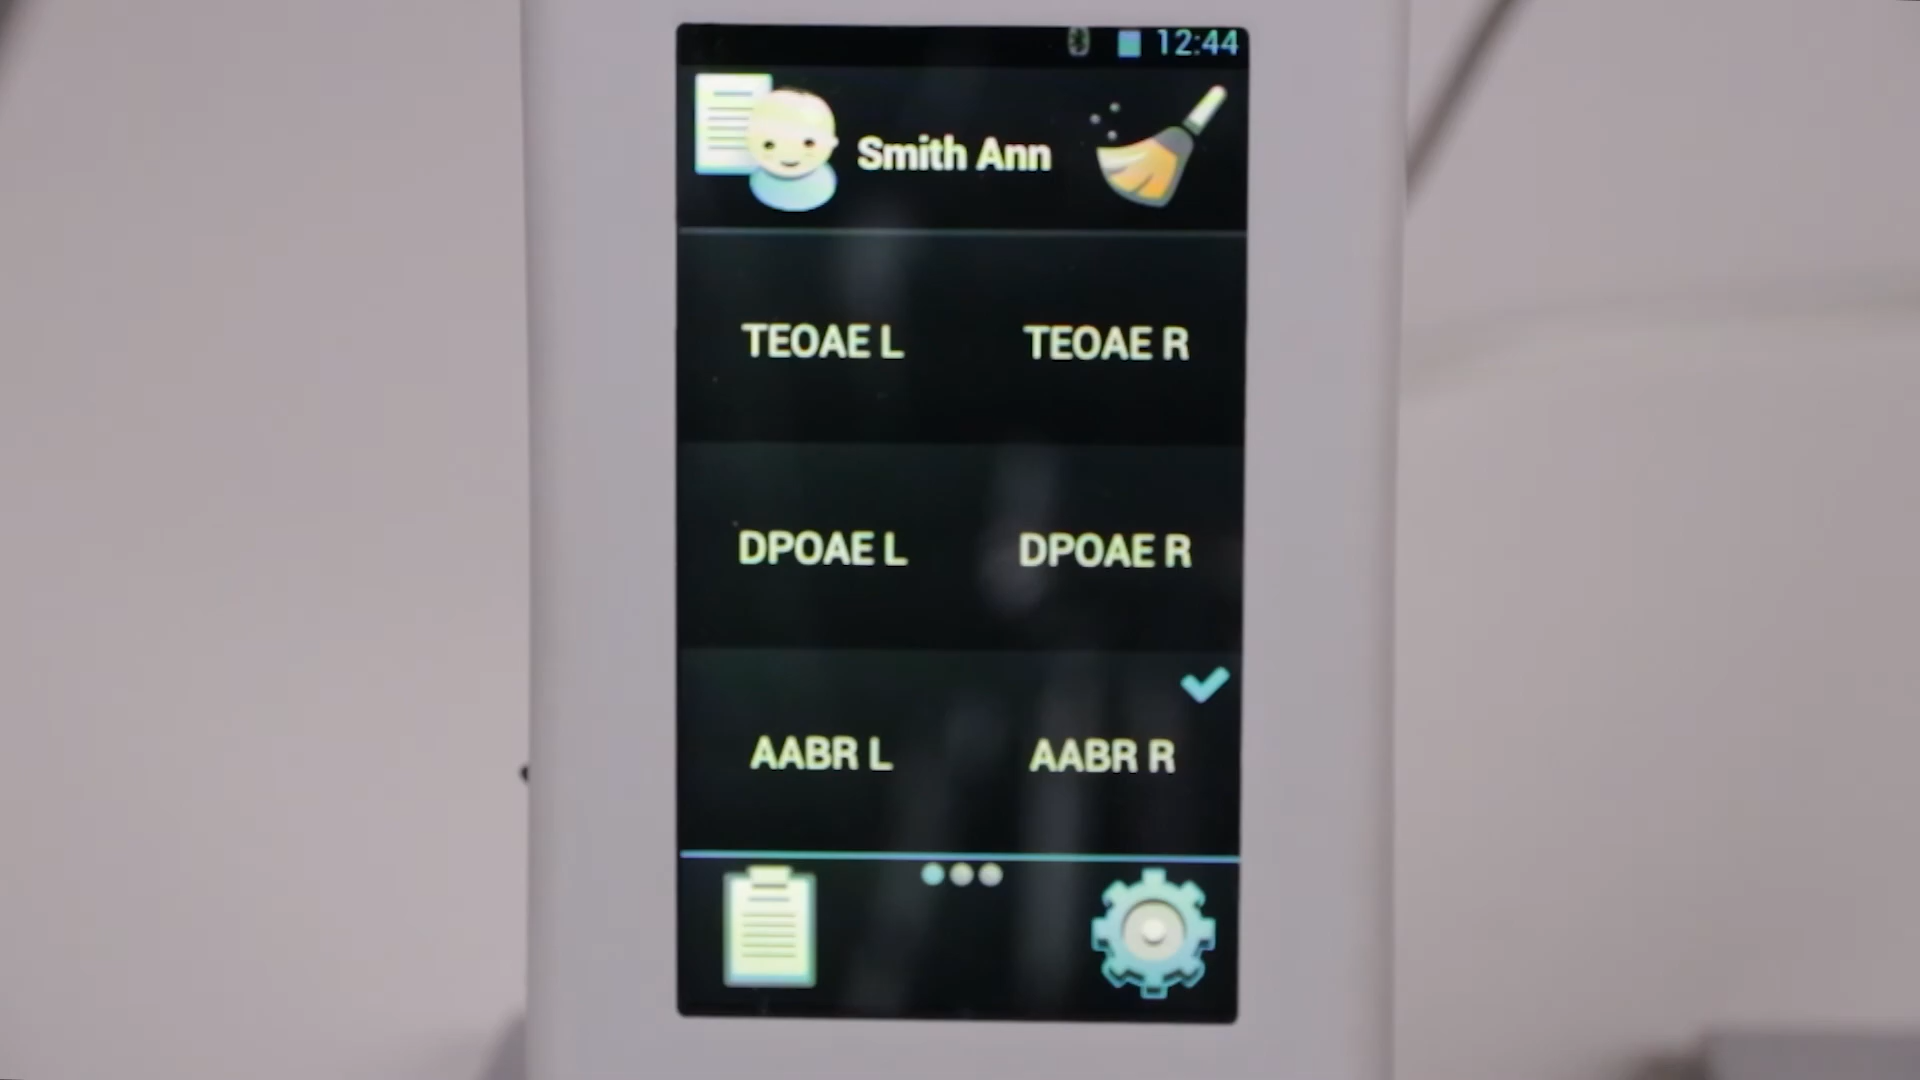 12:44
Smith Ann
TEOAE L TEOAE R
DPOAE L DPOAE R
AABR L AABR R